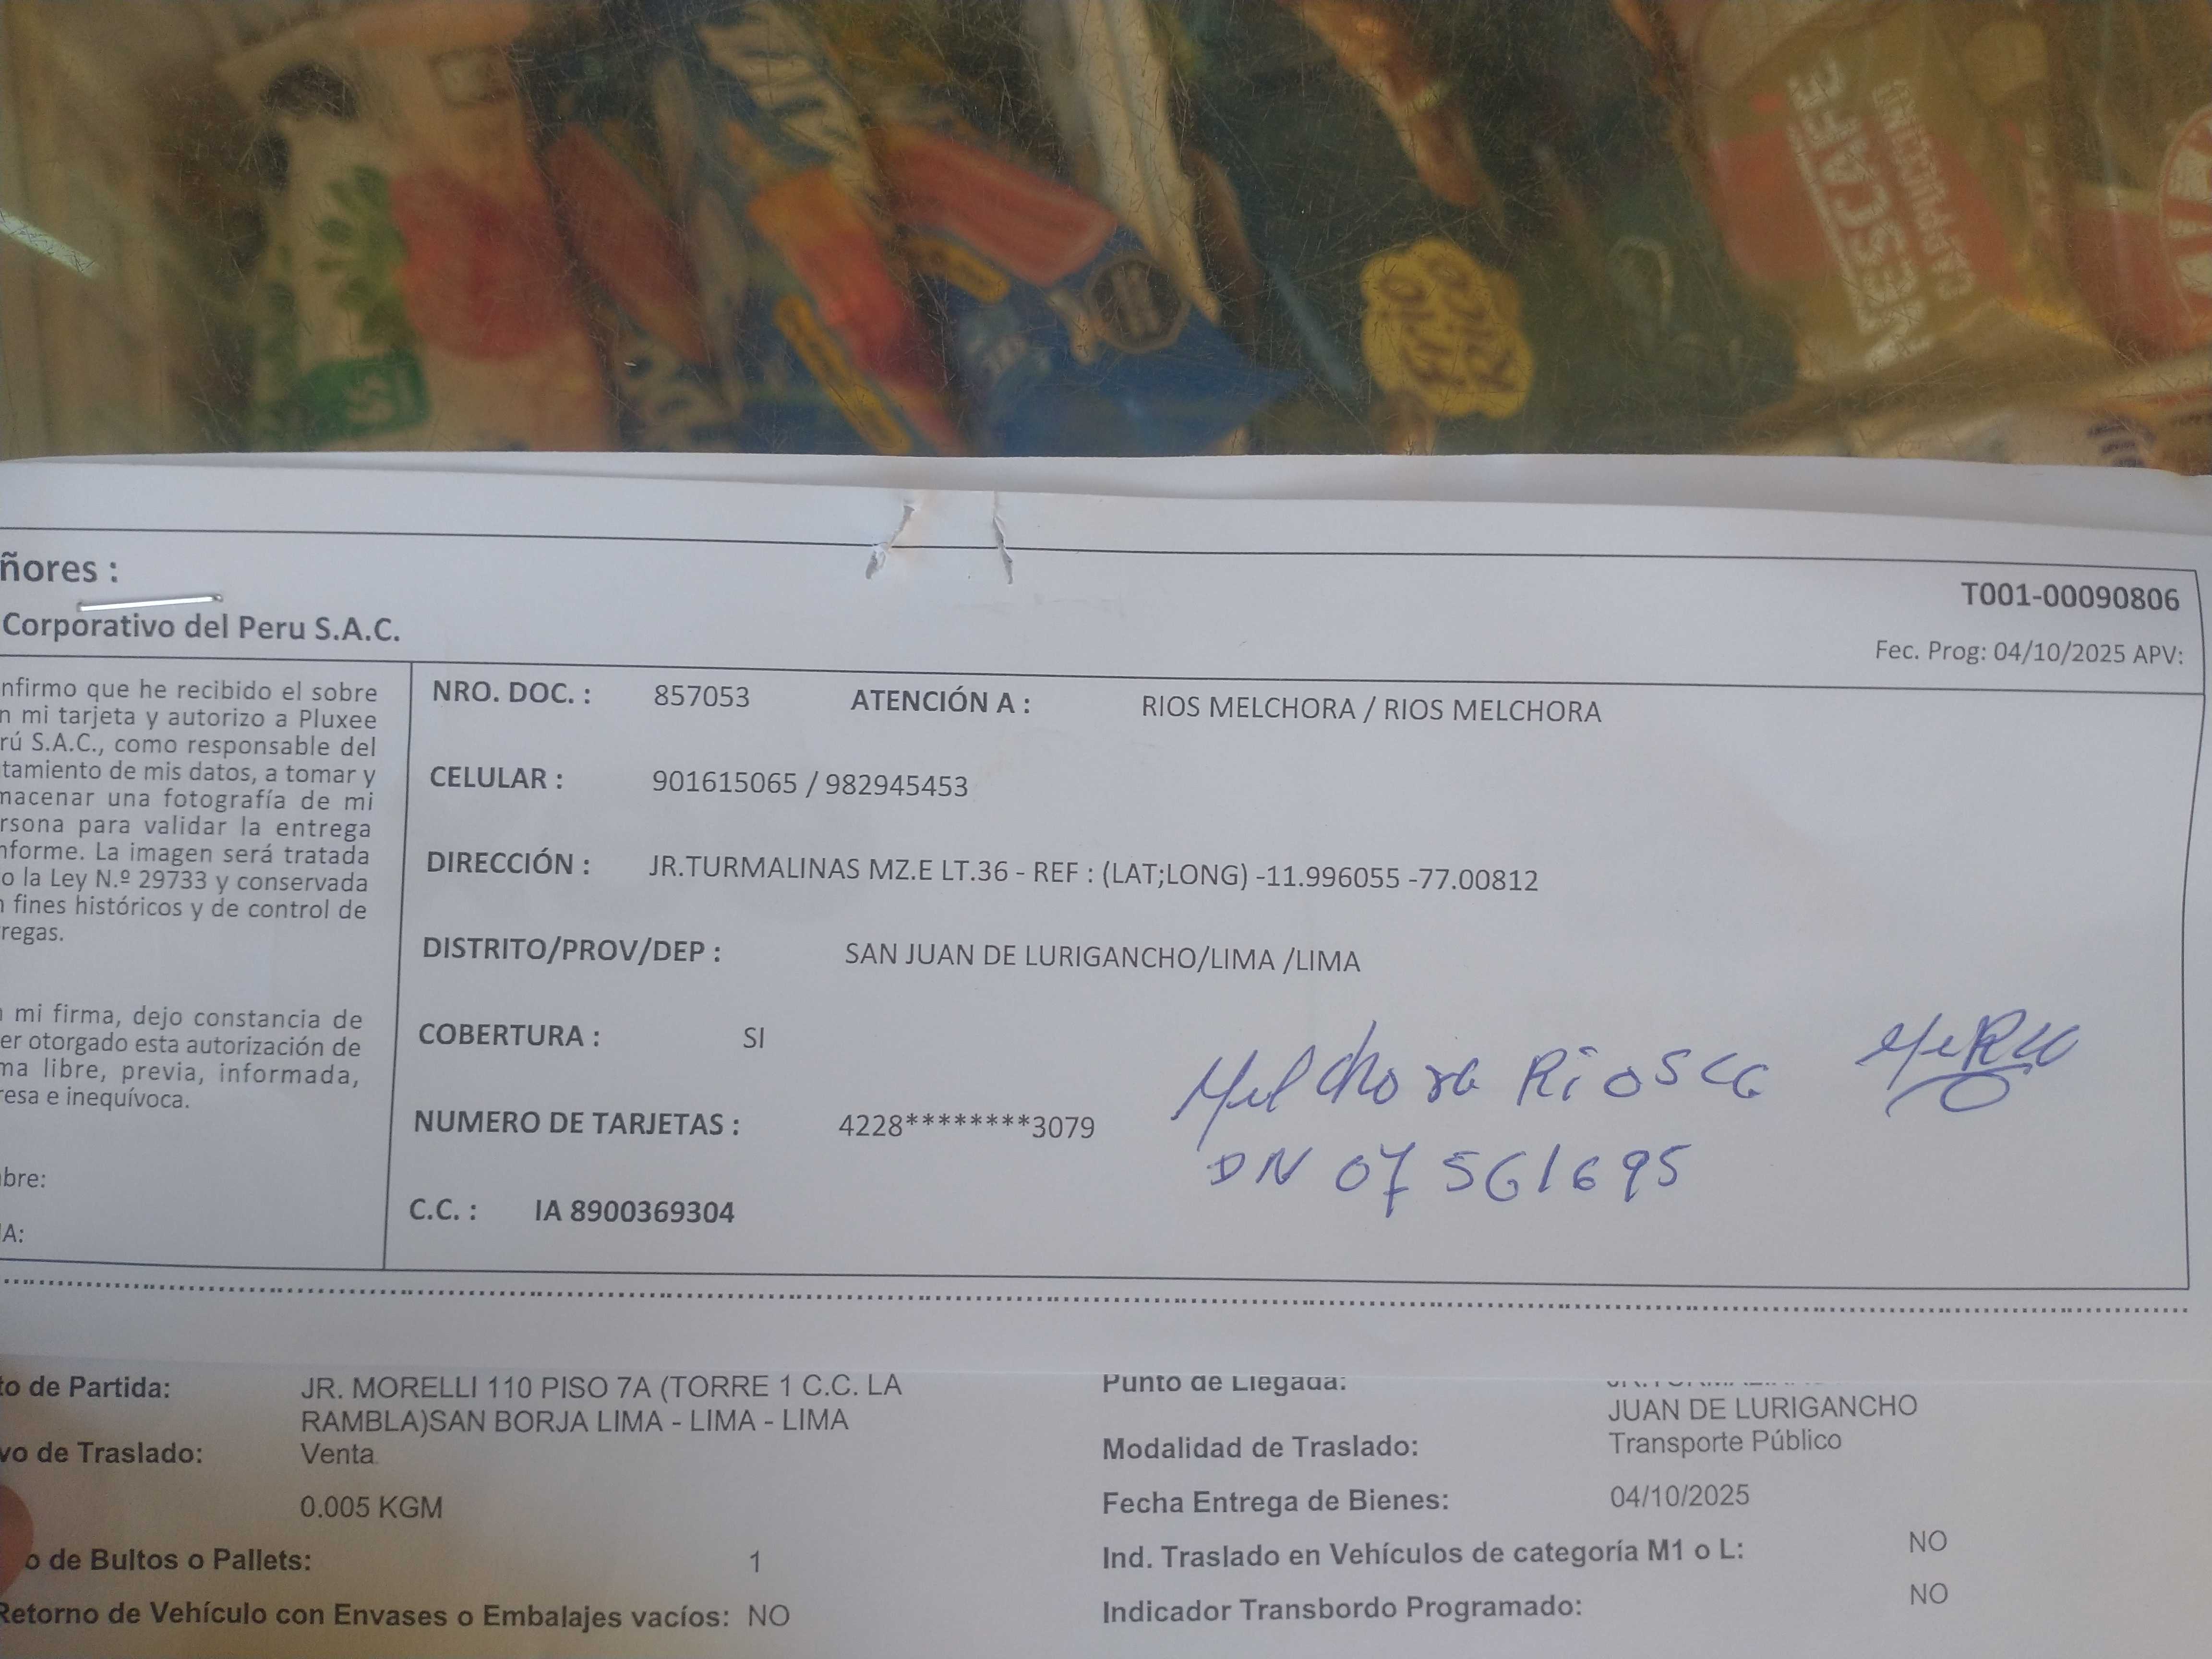 NESCAFE
CAPPUCCINO
FRIO
RICO
ñores :
Corporativo del Peru S.A.C.
T001-00090806
Fec. Prog: 04/10/2025 APV:
nfirmo que he recibido el sobre
n mi tarjeta y autorizo a Pluxee
rú S.A.C., como responsable del
tamiento de mis datos, a tomar y
macenar una fotografía de mi
rsona para validar la entrega
nforme. La imagen será tratada
o la Ley N.º 29733 y conservada
n fines históricos y de control de
regas.
mi firma, dejo constancia de
er otorgado esta autorización de
ma libre, previa, informada,
resa e inequívoca.
bre:
A:
NRO. DOC. : 857053 ATENCIÓN A : RIOS MELCHORA / RIOS MELCHORA
CELULAR : 901615065 / 982945453
DIRECCIÓN : JR.TURMALINAS MZ.E LT.36 - REF : (LAT;LONG) -11.996055 -77.00812
DISTRITO/PROV/DEP : SAN JUAN DE LURIGANCHO/LIMA /LIMA
COBERTURA : SI
NUMERO DE TARJETAS : 4228********3079
C.C. : IA 8900369304
Melchora Rios
DN 07561695
to de Partida: JR. MORELLI 110 PISO 7A (TORRE 1 C.C. LA
RAMBLA)SAN BORJA LIMA - LIMA - LIMA
vo de Traslado: Venta
0.005 KGM
o de Bultos o Pallets: 1
Retorno de Vehículo con Envases o Embalajes vacíos: NO
Punto de Llegada:
JUAN DE LURIGANCHO
Modalidad de Traslado: Transporte Público
Fecha Entrega de Bienes: 04/10/2025
Ind. Traslado en Vehículos de categoría M1 o L: NO
Indicador Transbordo Programado: NO